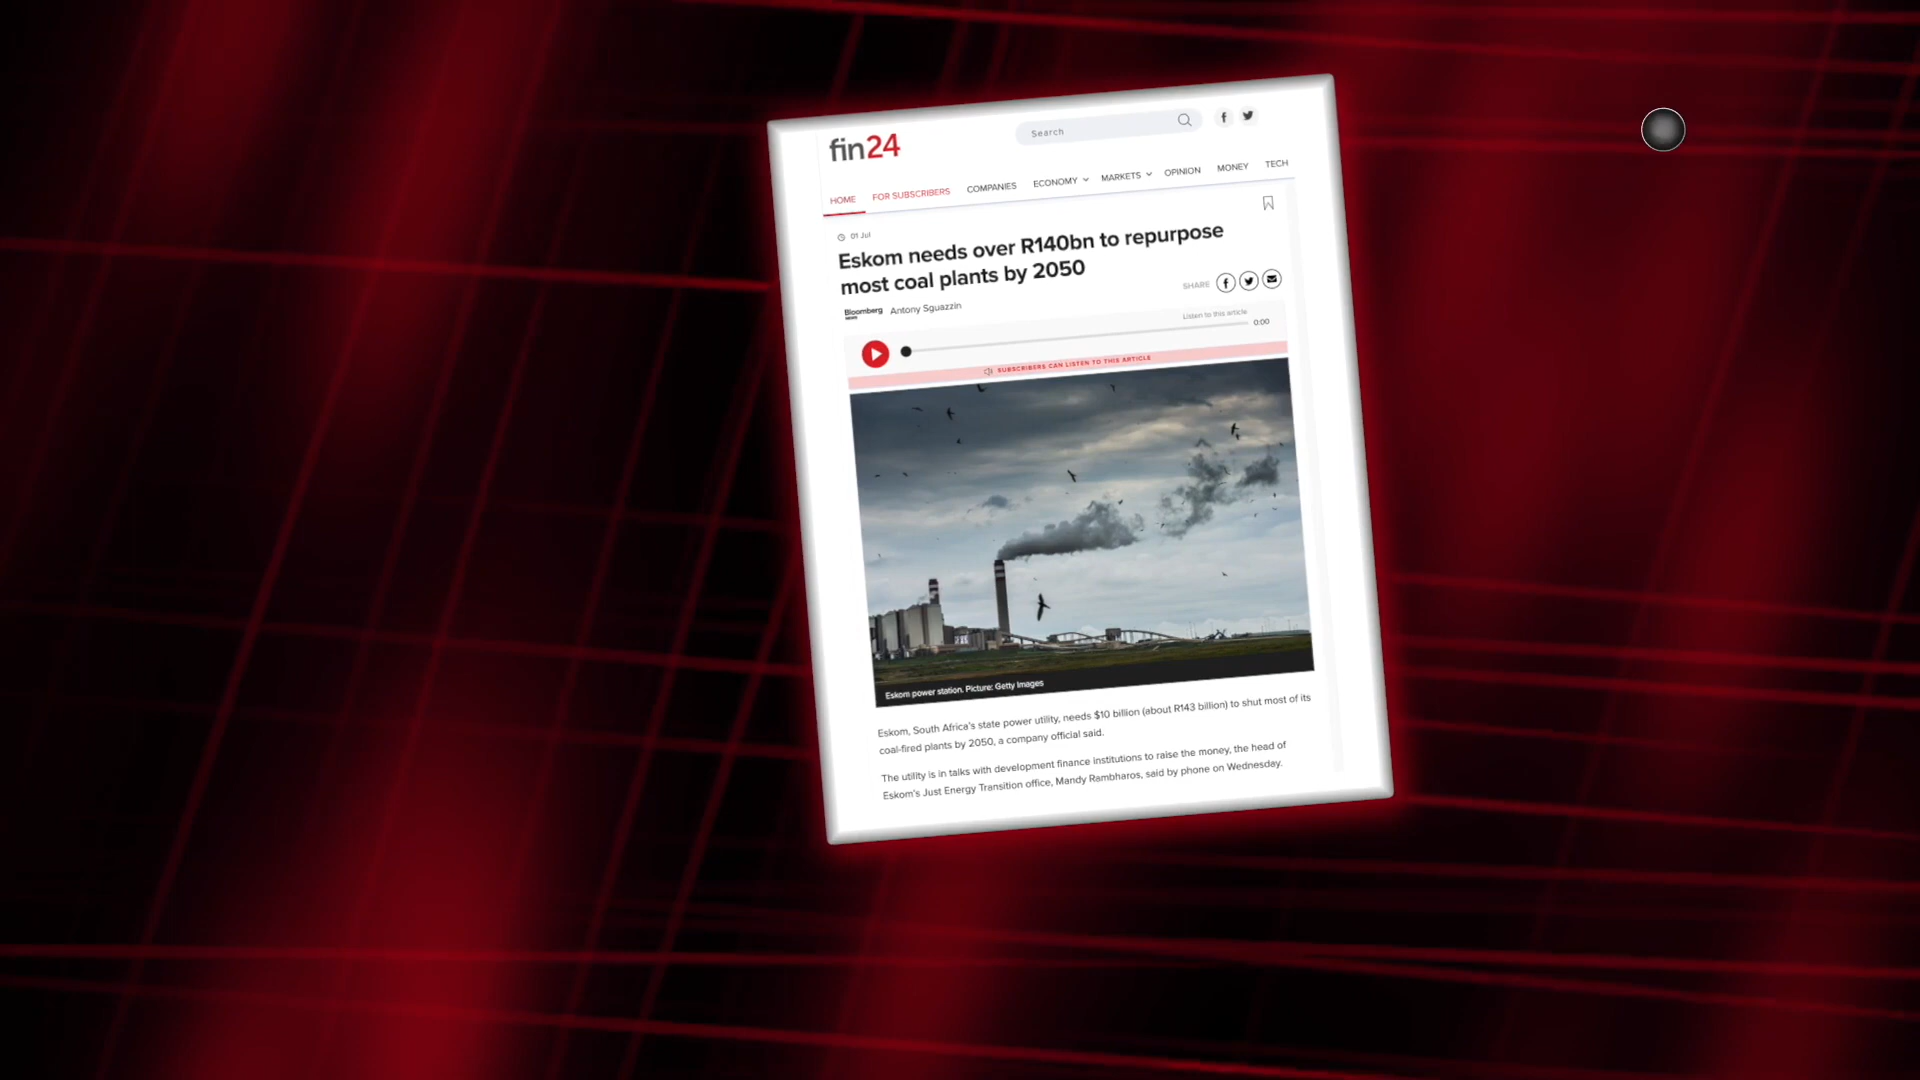 fin24
Search
HOME FOR SUBSCRIBERS COMPANIES ECONOMY MARKETS OPINION MONEY TECH
01 Jul
Eskom needs over R140bn to repurpose
most coal plants by 2050
Bloomberg NEWS Antony Sguazzin
SHARE
Listen to this article
0:00
SUBSCRIBERS CAN LISTEN TO THIS ARTICLE
Eskom power station. Picture: Getty Images
Eskom, South Africa's state power utility, needs $10 billion (about R143 billion) to shut most of its
coal-fired plants by 2050, a company official said.
The utility is in talks with development finance institutions to raise the money, the head of
Eskom's Just Energy Transition office, Mandy Rambharos, said by phone on Wednesday.